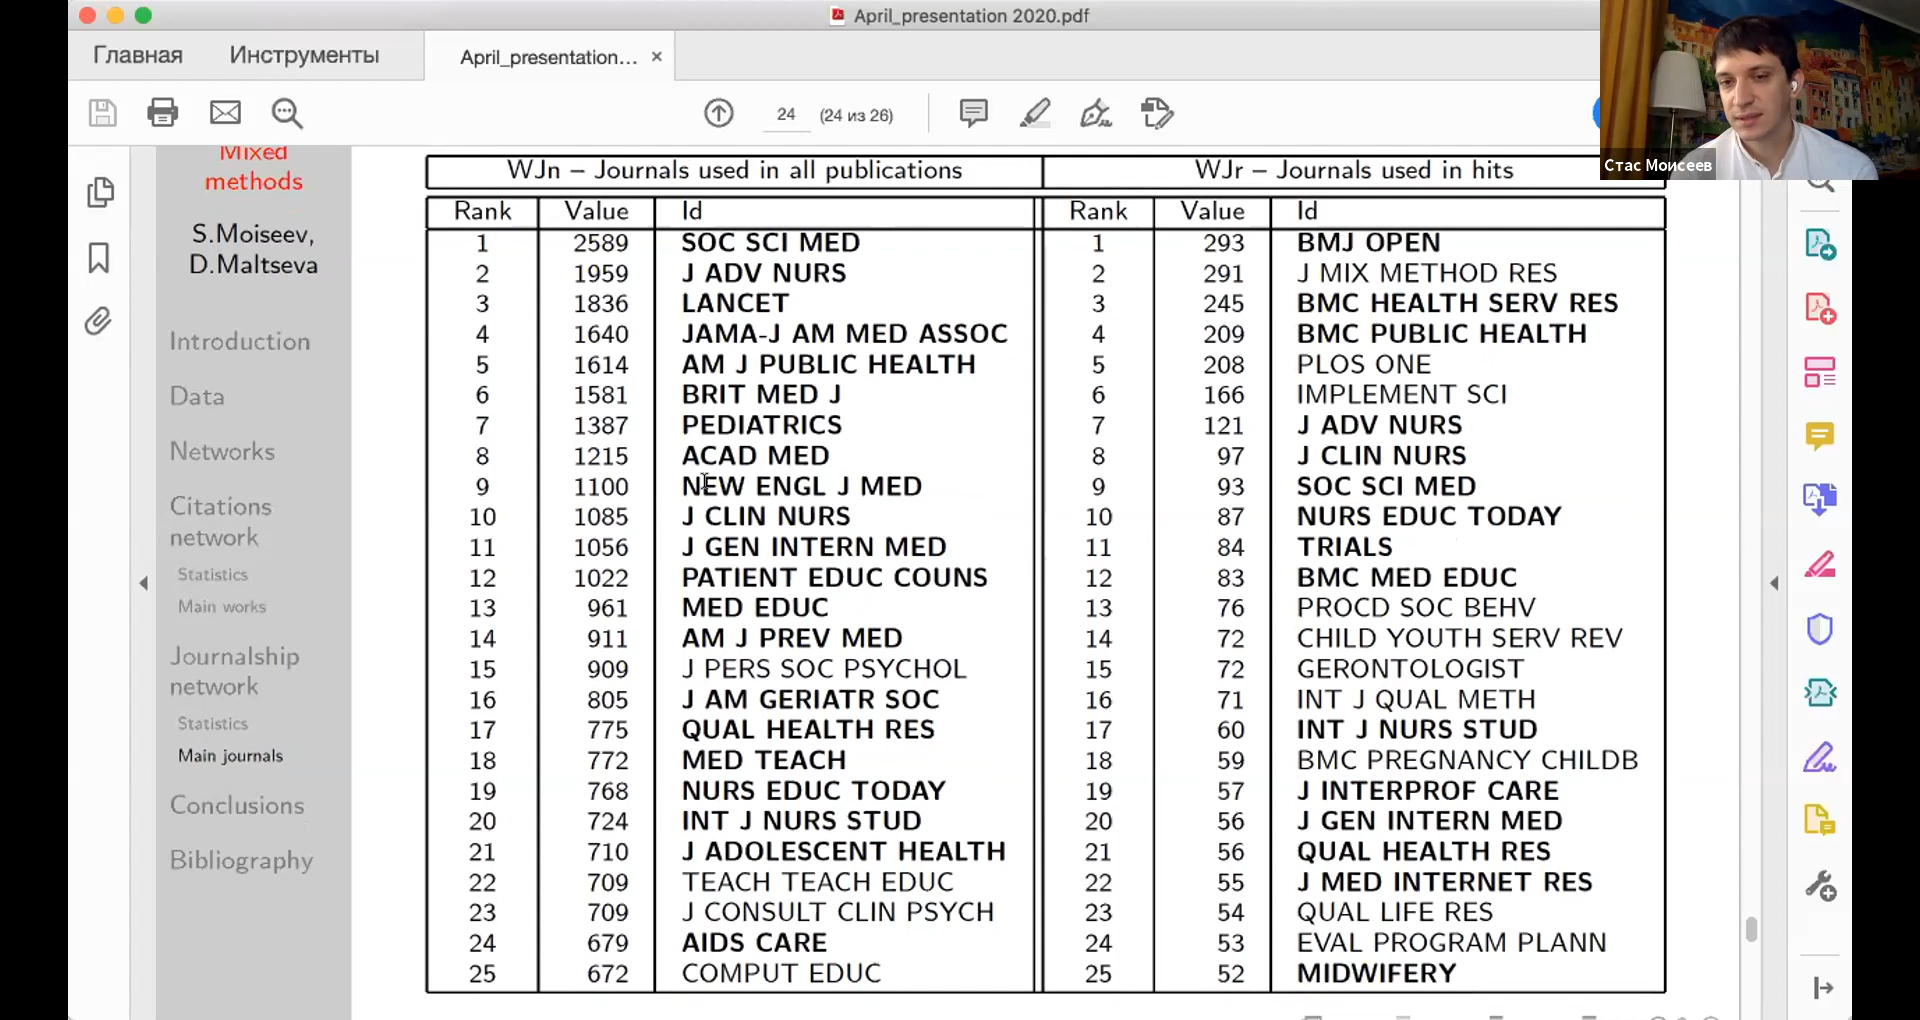 April_presentation 2020.pdf
Главная Инструменты April_presentation... ×
24 (24 из 26)
Стас Моисеев
Mixed
methods
S.Moiseev,
D.Maltseva
Introduction
Data
Networks
Citations
network
Statistics
Main works
Journalship
network
Statistics
Main journals
Conclusions
Bibliography
WJn – Journals used in all publications WJr – Journals used in hits
Rank Value Id Rank Value Id
1 2589 SOC SCI MED 1 293 BMJ OPEN
2 1959 J ADV NURS 2 291 J MIX METHOD RES
3 1836 LANCET 3 245 BMC HEALTH SERV RES
4 1640 JAMA-J AM MED ASSOC 4 209 BMC PUBLIC HEALTH
5 1614 AM J PUBLIC HEALTH 5 208 PLOS ONE
6 1581 BRIT MED J 6 166 IMPLEMENT SCI
7 1387 PEDIATRICS 7 121 J ADV NURS
8 1215 ACAD MED 8 97 J CLIN NURS
9 1100 NEW ENGL J MED 9 93 SOC SCI MED
10 1085 J CLIN NURS 10 87 NURS EDUC TODAY
11 1056 J GEN INTERN MED 11 84 TRIALS
12 1022 PATIENT EDUC COUNS 12 83 BMC MED EDUC
13 961 MED EDUC 13 76 PROCD SOC BEHV
14 911 AM J PREV MED 14 72 CHILD YOUTH SERV REV
15 909 J PERS SOC PSYCHOL 15 72 GERONTOLOGIST
16 805 J AM GERIATR SOC 16 71 INT J QUAL METH
17 775 QUAL HEALTH RES 17 60 INT J NURS STUD
18 772 MED TEACH 18 59 BMC PREGNANCY CHILDB
19 768 NURS EDUC TODAY 19 57 J INTERPROF CARE
20 724 INT J NURS STUD 20 56 J GEN INTERN MED
21 710 J ADOLESCENT HEALTH 21 56 QUAL HEALTH RES
22 709 TEACH TEACH EDUC 22 55 J MED INTERNET RES
23 709 J CONSULT CLIN PSYCH 23 54 QUAL LIFE RES
24 679 AIDS CARE 24 53 EVAL PROGRAM PLANN
25 672 COMPUT EDUC 25 52 MIDWIFERY